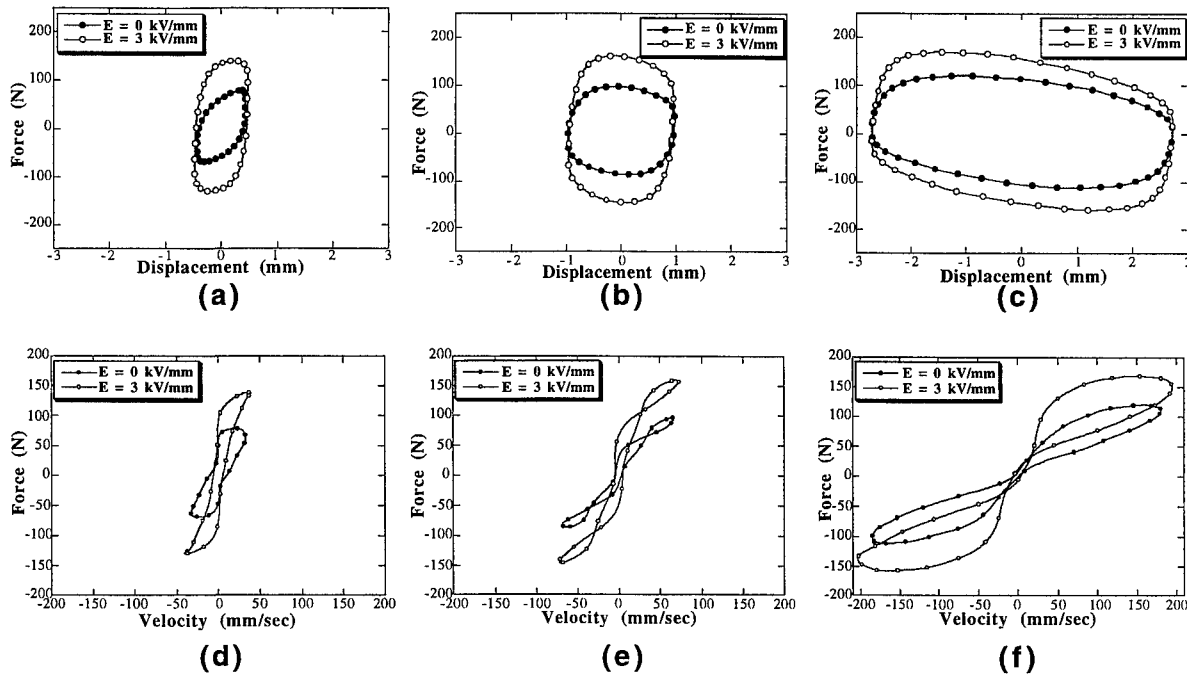 E = 0 kV/mm
E = 3 kV/mm
Force (N)
200
100
0
-100
-200
-3 -2 -1 0 1 2 3
Displacement (mm)
(a)
E = 0 kV/mm
E = 3 kV/mm
Force (N)
200
100
0
-100
-200
-3 -2 -1 0 1 2 3
Displacement (mm)
(b)
E = 0 kV/mm
E = 3 kV/mm
Force (N)
200
100
0
-100
-200
-3 -2 -1 0 1 2 3
Displacement (mm)
(c)
E = 0 kV/mm
E = 3 kV/mm
Force (N)
200
150
100
50
0
-50
-100
-150
-200
-200 -150 -100 -50 0 50 100 150 200
Velocity (mm/sec)
(d)
E = 0 kV/mm
E = 3 kV/mm
Force (N)
200
150
100
50
0
-50
-100
-150
-200
-200 -150 -100 -50 0 50 100 150 200
Velocity (mm/sec)
(e)
E = 0 kV/mm
E = 3 kV/mm
Force (N)
200
150
100
50
0
-50
-100
-150
-200
-200 -150 -100 -50 0 50 100 150 200
Velocity (mm/sec)
(f)